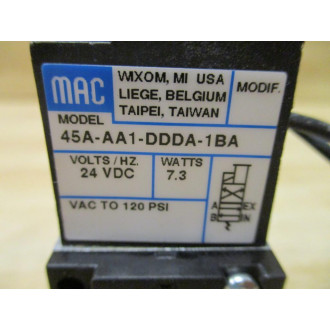 MAC
WIXOM, MI USA
LIEGE, BELGIUM
TAIPEI, TAIWAN
MODIF.
MODEL
45A-AA1-DDDA-1BA
VOLTS/HZ.
24 VDC
WATTS
7.3
A EX
B IN
VAC TO 120 PSI